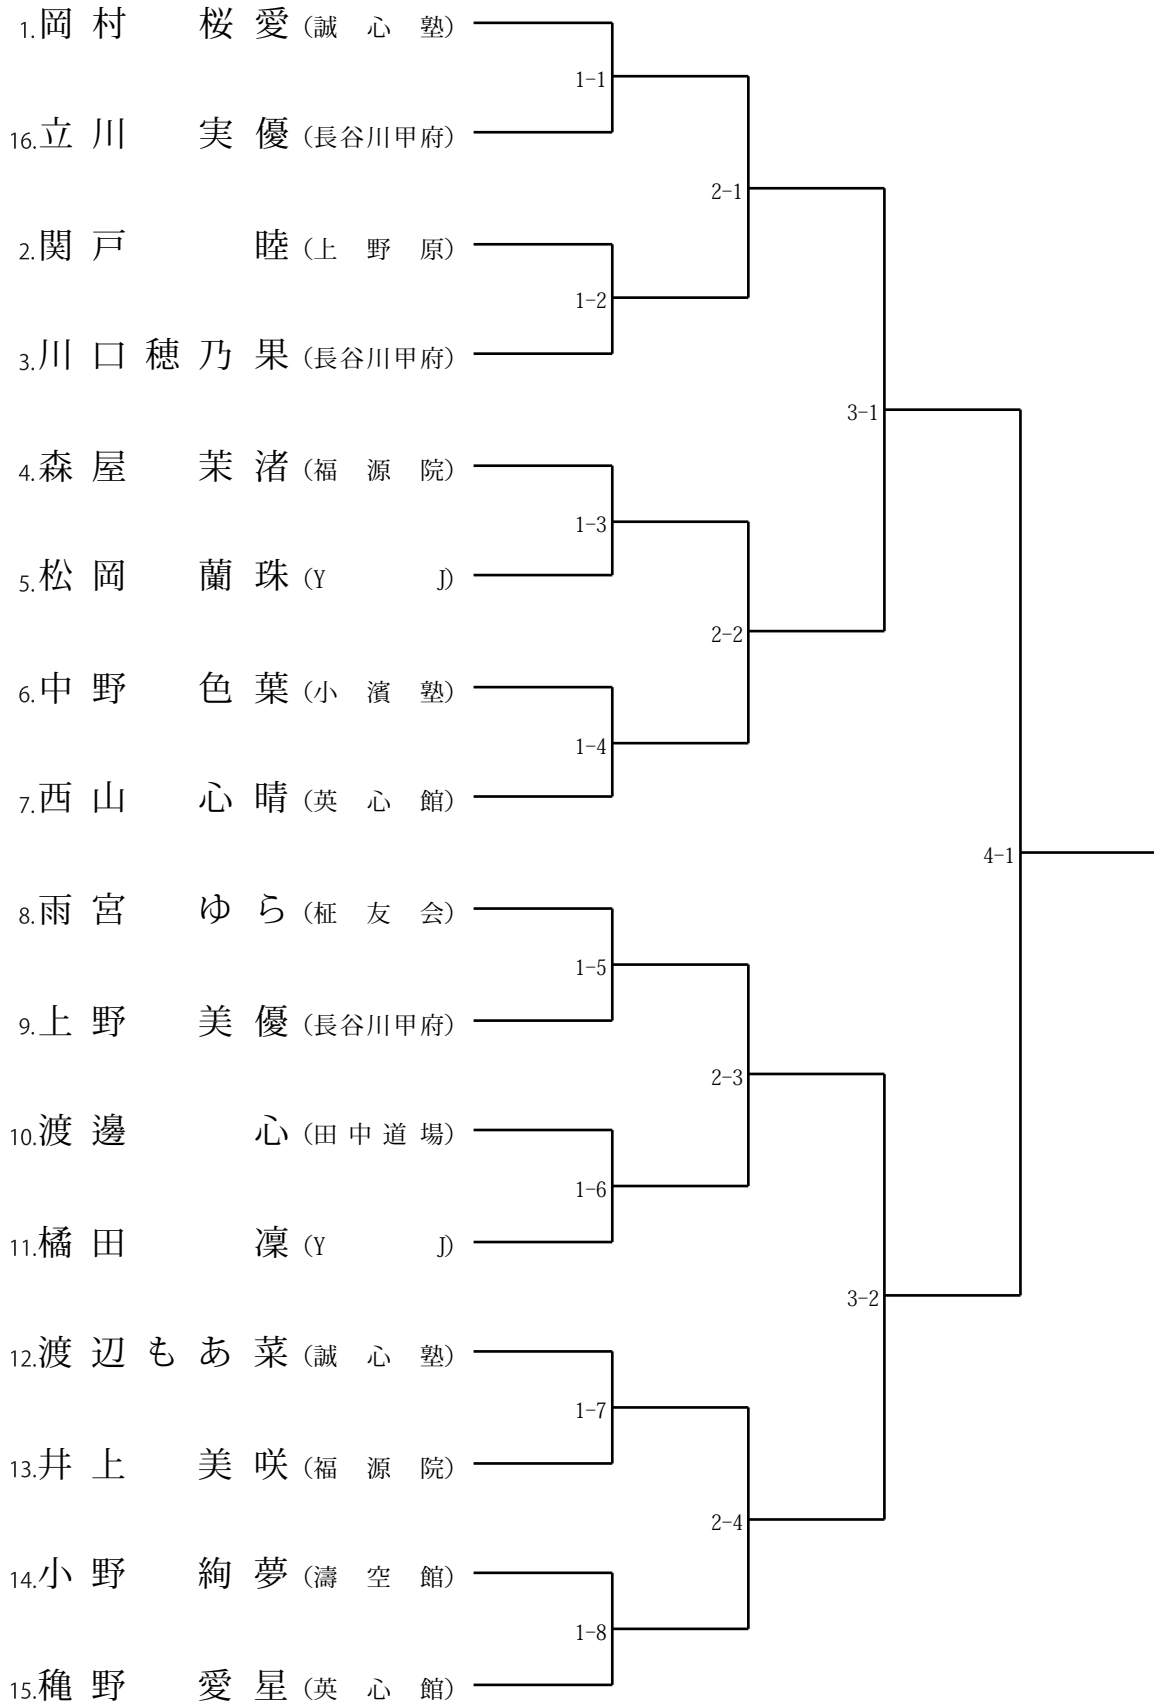 1.岡村 桜愛(誠心塾)
1-1
16.立川 実優(長谷川甲府)
2-1
2.関戸 睦(上野原)
1-2
3.川口穂乃果(長谷川甲府)
3-1
4.森屋 茉渚(福源院)
1-3
5.松岡 蘭珠(YJ)
2-2
6.中野 色葉(小濱塾)
1-4
7.西山 心晴(英心館)
4-1
8.雨宮 ゆら(柾友会)
1-5
9.上野 美優(長谷川甲府)
2-3
10.渡邊 心(田中道場)
1-6
11.橘田 凜(YJ)
3-2
12.渡辺もあ菜(誠心塾)
1-7
13.井上 美咲(福源院)
2-4
14.小野 絢夢(濤空館)
1-8
15.穐野 愛星(英心館)